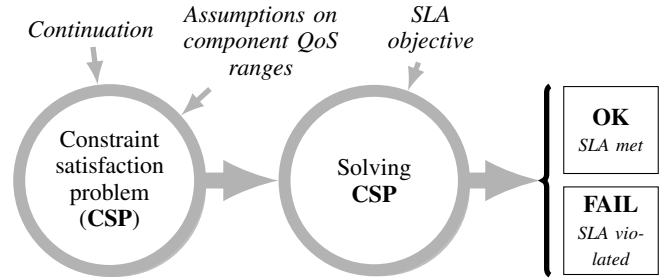 Continuation
Assumptions on
component QoS
ranges
SLA
objective
Constraint
satisfaction
problem
(CSP)
Solving
CSP
OK
SLA met
FAIL
SLA vio-
lated